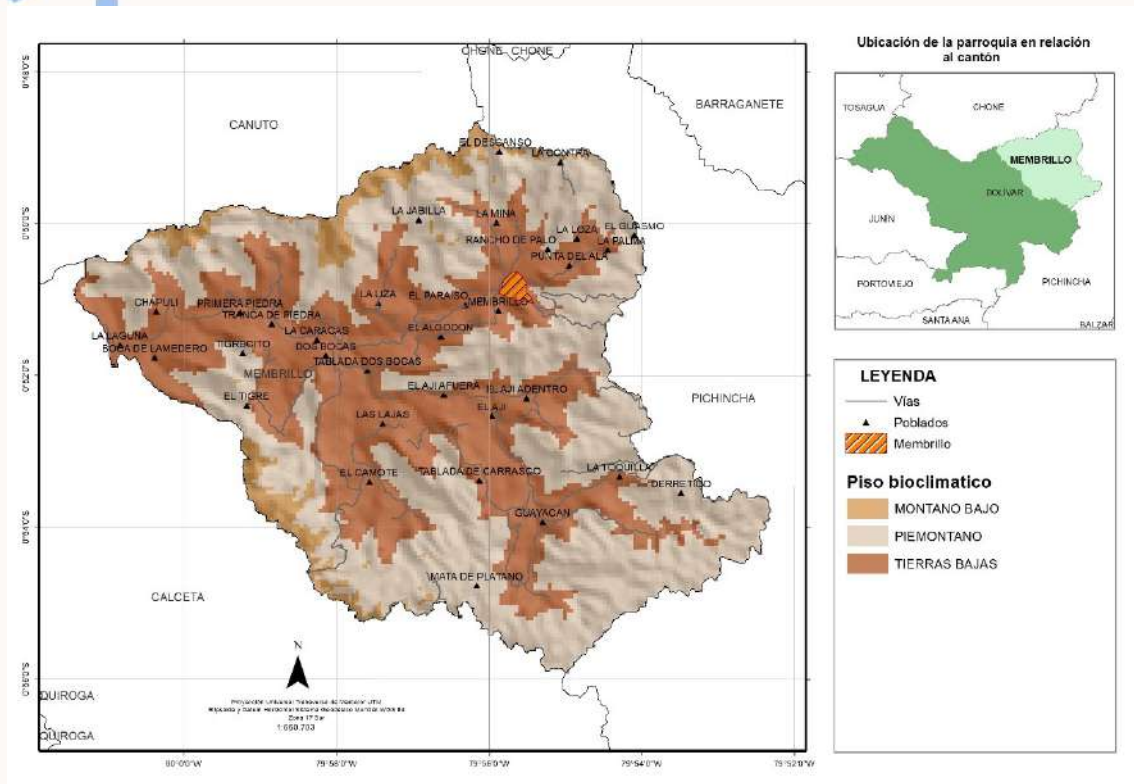 CHONE CHONE
BARRAGANETE
CANUTO
EL DESCANSO
LA CONTRA
LA JABILLA
LA MINA
LA LOZA
EL GUASMO
RANCHO DE PALO
LA PALMA
PUNTA DEL ALA
CHAPULI
PRIMERA PIEDRA
LA UZA
EL PARAISO
MEMBRILLO
TRANCA DE PIEDRA
LA LAGUNA
LA CARACAS
EL ALGODON
BOCA DE LAMEDERO
TIGRECITO
DOS BOCAS
TABLADA DOS BOCAS
MEMBRILLO
EL TIGRE
EL AJI AFUERA
EL AJI ADENTRO
PICHINCHA
LAS LAJAS
EL AJI
EL CAMOTE
TABLADA DE CARRASCO
LA TOQUILLA
DERRETIDO
GUAYACAN
MATA DE PLATANO
CALCETA
N
QUIROGA
QUIROGA
Zona 17 Sur
80°0'0"W
79°58'0"W
79°56'0"W
79°54'0"W
79°52'0"W
Ubicación de la parroquia en relación
al cantón
TOSAGUA
CHONE
MEMBRILLO
BOLIVAR
JUNIN
PORTOVIEJO
PICHINCHA
SANTA ANA
BALZAR
LEYENDA
Vías
Poblados
Membrillo
Piso bioclimatico
MONTANO BAJO
PIEMONTANO
TIERRAS BAJAS